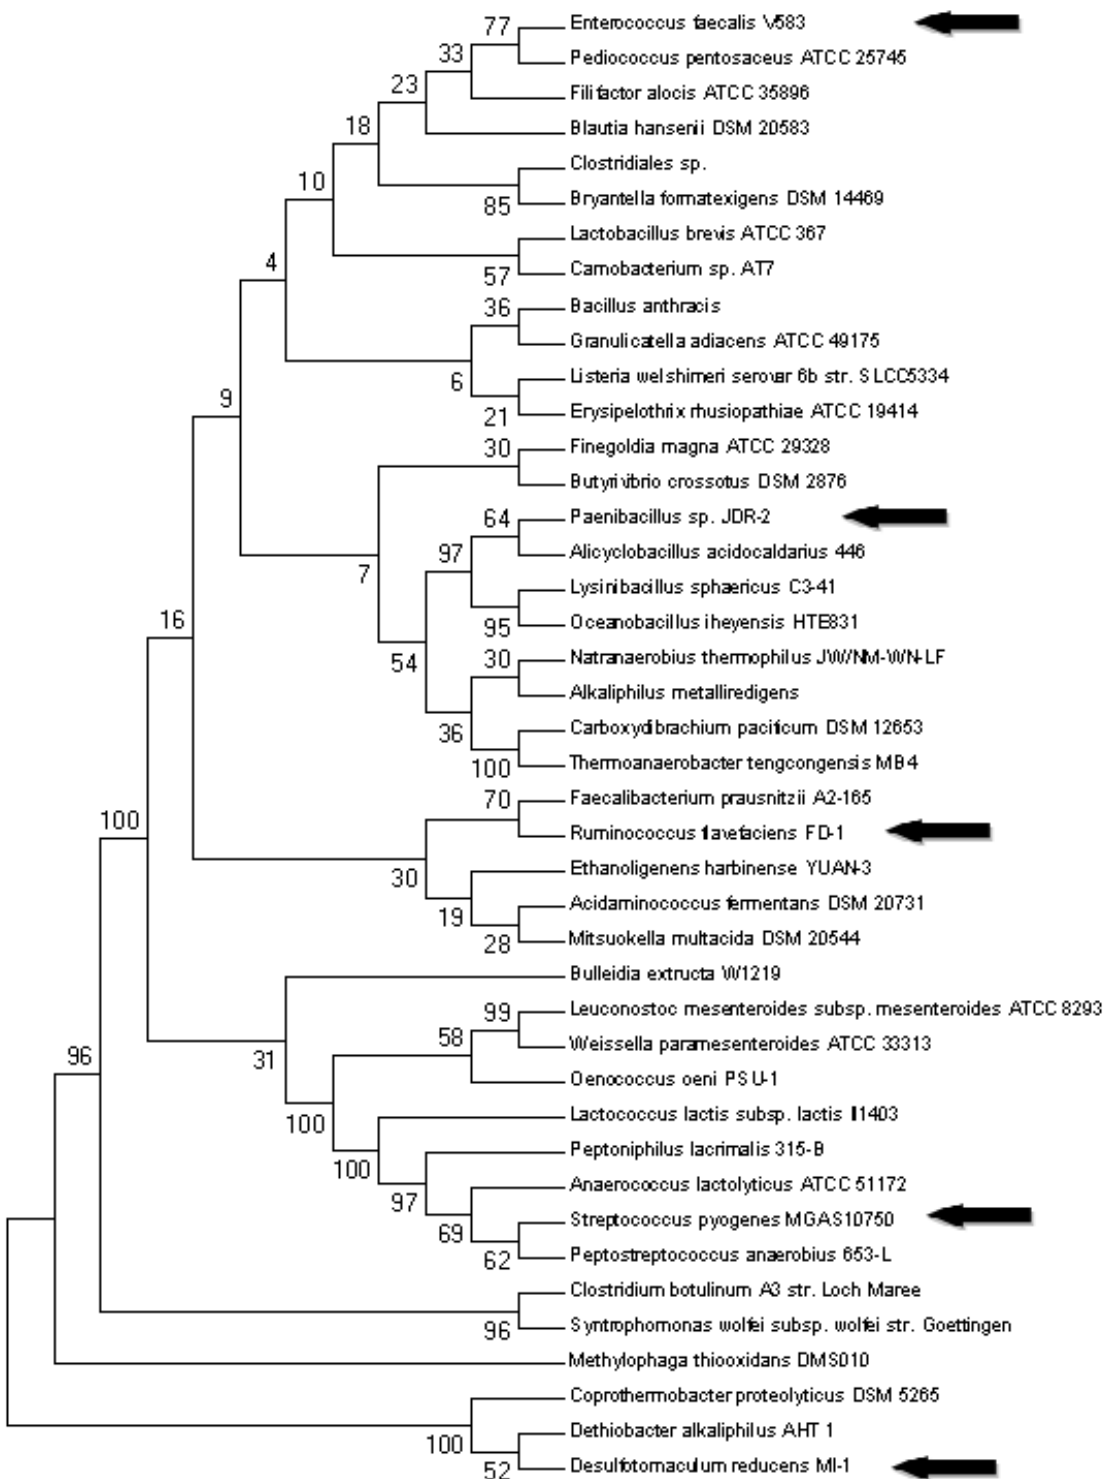 77
Enterococcus faecalis V583
33
Pediococcus pentosaceus ATCC 25745
23
Filifactor alocis ATCC 35896
18
Blautia hansenii DSM 20583
Clostridiales sp.
10
85
Bryantella formatexigens DSM 14469
Lactobacillus brevis ATCC 367
4
57
Carnobacterium sp. AT7
36
Bacillus anthracis
Granulicatella adiacens ATCC 49175
6
Listeria welshimeri serovar 6b str. SLCC5334
9
21
Erysipelothrix rhusiopathiae ATCC 19414
30
Finegoldia magna ATCC 29328
Butyrivibrio crossotus DSM 2876
64
Paenibacillus sp. JDR-2
97
Alicyclobacillus acidocaldarius 446
7
Lysinibacillus sphaericus C3-41
16
95
Oceanobacillus iheyensis HTE831
54
30
Natranaerobius thermophilus JW/NM-WN-LF
Alkaliphilus metalliredigens
36
Carboxydibrachium pacificum DSM 12653
100
Thermoanaerobacter tengcongensis MB4
70
Faecalibacterium prausnitzii A2-165
100
Ruminococcus flavefaciens FD-1
30
Ethanoligenens harbinense YUAN-3
19
Acidaminococcus fermentans DSM 20731
28
Mitsuokella multacida DSM 20544
Bulleidia extructa W1219
99
Leuconostoc mesenteroides subsp. mesenteroides ATCC 8293
58
Weissella paramesenteroides ATCC 33313
96
31
Oenococcus oeni PSU-1
100
Lactococcus lactis subsp. lactis Il1403
Peptoniphilus lacrimalis 315-B
100
Anaerococcus lactolyticus ATCC 51172
97
Streptococcus pyogenes MGAS10750
69
62
Peptostreptococcus anaerobius 653-L
Clostridium botulinum A3 str. Loch Maree
96
Syntrophomonas wolfei subsp. wolfei str. Goettingen
Methylophaga thiooxidans DMS010
Coprothermobacter proteolyticus DSM 5265
Dethiobacter alkaliphilus AHT 1
100
52
Desulfotomaculum reducens MI-1